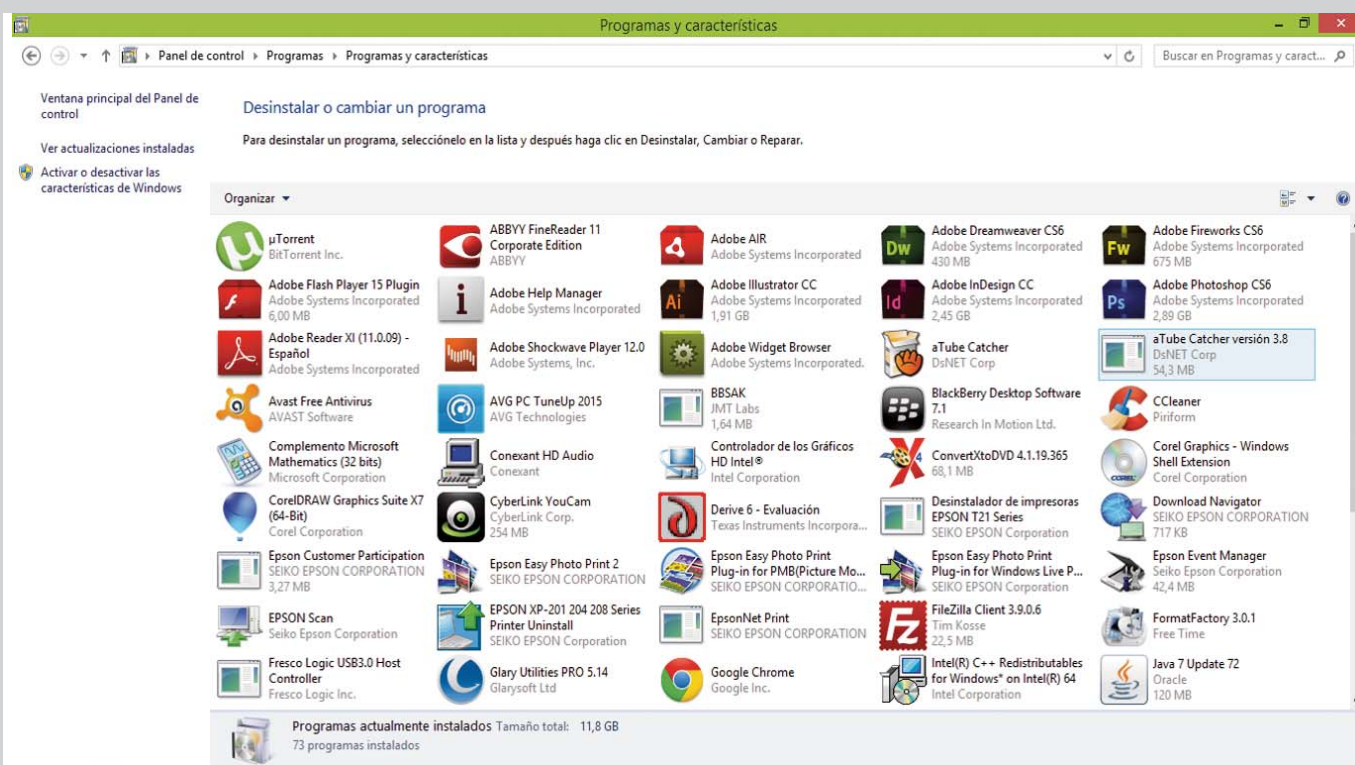 Programas y características
Panel de control Programas Programas y características
Buscar en Programas y caract...
Ventana principal del Panel de
control
Ver actualizaciones instaladas
Activar o desactivar las
características de Windows
Desinstalar o cambiar un programa
Para desinstalar un programa, selecciónelo en la lista y después haga clic en Desinstalar, Cambiar o Reparar.
Organizar
µTorrent
BitTorrent Inc.
ABBYY FineReader 11
Corporate Edition
ABBYY
Adobe AIR
Adobe Systems Incorporated
Dw
Adobe Dreamweaver CS6
Adobe Systems Incorporated
430 MB
Fw
Adobe Fireworks CS6
Adobe Systems Incorporated
675 MB
Adobe Flash Player 15 Plugin
Adobe Systems Incorporated
6,00 MB
Adobe Help Manager
Adobe Systems Incorporated
Ai
Adobe Illustrator CC
Adobe Systems Incorporated
1,91 GB
Id
Adobe InDesign CC
Adobe Systems Incorporated
2,45 GB
Ps
Adobe Photoshop CS6
Adobe Systems Incorporated
2,89 GB
Adobe Reader XI (11.0.09) -
Español
Adobe Systems Incorporated
Adobe Shockwave Player 12.0
Adobe Systems, Inc.
Adobe Widget Browser
Adobe Systems Incorporated.
aTube Catcher
DsNET Corp
aTube Catcher versión 3.8
DsNET Corp
54,3 MB
Avast Free Antivirus
AVAST Software
AVG PC TuneUp 2015
AVG Technologies
BBSAK
JMT Labs
1,64 MB
BlackBerry Desktop Software
7.1
Research In Motion Ltd.
CCleaner
Piriform
Complemento Microsoft
Mathematics (32 bits)
Microsoft Corporation
Conexant HD Audio
Conexant
Controlador de los Gráficos
HD Intel®
Intel Corporation
ConvertXtoDVD 4.1.19.365
68,1 MB
Corel Graphics - Windows
Shell Extension
Corel Corporation
CorelDRAW Graphics Suite X7
(64-Bit)
Corel Corporation
CyberLink YouCam
CyberLink Corp.
254 MB
Derive 6 - Evaluación
Texas Instruments Incorpora...
Desinstalador de impresoras
EPSON T21 Series
SEIKO EPSON Corporation
Download Navigator
SEIKO EPSON CORPORATION
717 KB
Epson Customer Participation
SEIKO EPSON CORPORATION
3,27 MB
Epson Easy Photo Print 2
SEIKO EPSON CORPORATION
Epson Easy Photo Print
Plug-in for PMB(Picture Mo...
SEIKO EPSON CORPORATIO...
Epson Easy Photo Print
Plug-in for Windows Live P...
SEIKO EPSON Corporation
Epson Event Manager
Seiko Epson Corporation
42,4 MB
EPSON Scan
Seiko Epson Corporation
EPSON XP-201 204 208 Series
Printer Uninstall
SEIKO EPSON Corporation
EpsonNet Print
SEIKO EPSON CORPORATION
FileZilla Client 3.9.0.6
Tim Kosse
22,5 MB
FormatFactory 3.0.1
Free Time
Fresco Logic USB3.0 Host
Controller
Fresco Logic Inc.
Glary Utilities PRO 5.14
Glarysoft Ltd
Google Chrome
Google Inc.
Intel(R) C++ Redistributables
for Windows* on Intel(R) 64
Intel Corporation
Java 7 Update 72
Oracle
120 MB
Programas actualmente instalados Tamaño total: 11,8 GB
73 programas instalados